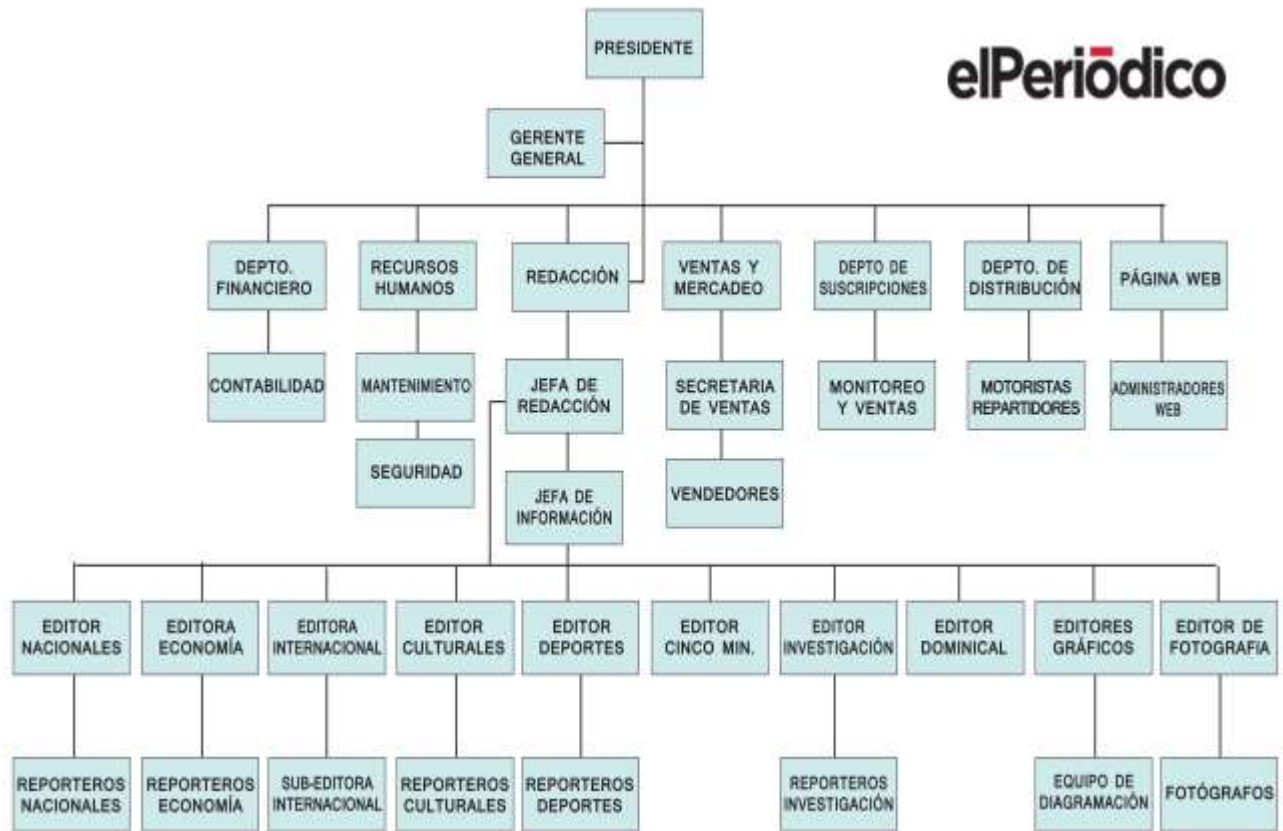 PRESIDENTE
elPeriōdico
GERENTE
GENERAL
DEPTO.
FINANCIERO
RECURSOS
HUMANOS
REDACCIÓN
VENTAS Y
MERCADEO
DEPTO DE
SUSCRIPCIONES
DEPTO. DE
DISTRIBUCIÓN
PÁGINA WEB
CONTABILIDAD
MANTENIMIENTO
JEFA DE
REDACCIÓN
SECRETARIA
DE VENTAS
MONITOREO
Y VENTAS
MOTORISTAS
REPARTIDORES
ADMINISTRADORES
WEB
SEGURIDAD
JEFA DE
INFORMACIÓN
VENDEDORES
EDITOR
NACIONALES
EDITORA
ECONOMÍA
EDITORA
INTERNACIONAL
EDITOR
CULTURALES
EDITOR
DEPORTES
EDITOR
CINCO MIN.
EDITOR
INVESTIGACIÓN
EDITOR
DOMINICAL
EDITORES
GRÁFICOS
EDITOR DE
FOTOGRAFIA
REPORTEROS
NACIONALES
REPORTEROS
ECONOMÍA
SUB-EDITORA
INTERNACIONAL
REPORTEROS
CULTURALES
REPORTEROS
DEPORTES
REPORTEROS
INVESTIGACIÓN
EQUIPO DE
DIAGRAMACIÓN
FOTÓGRAFOS